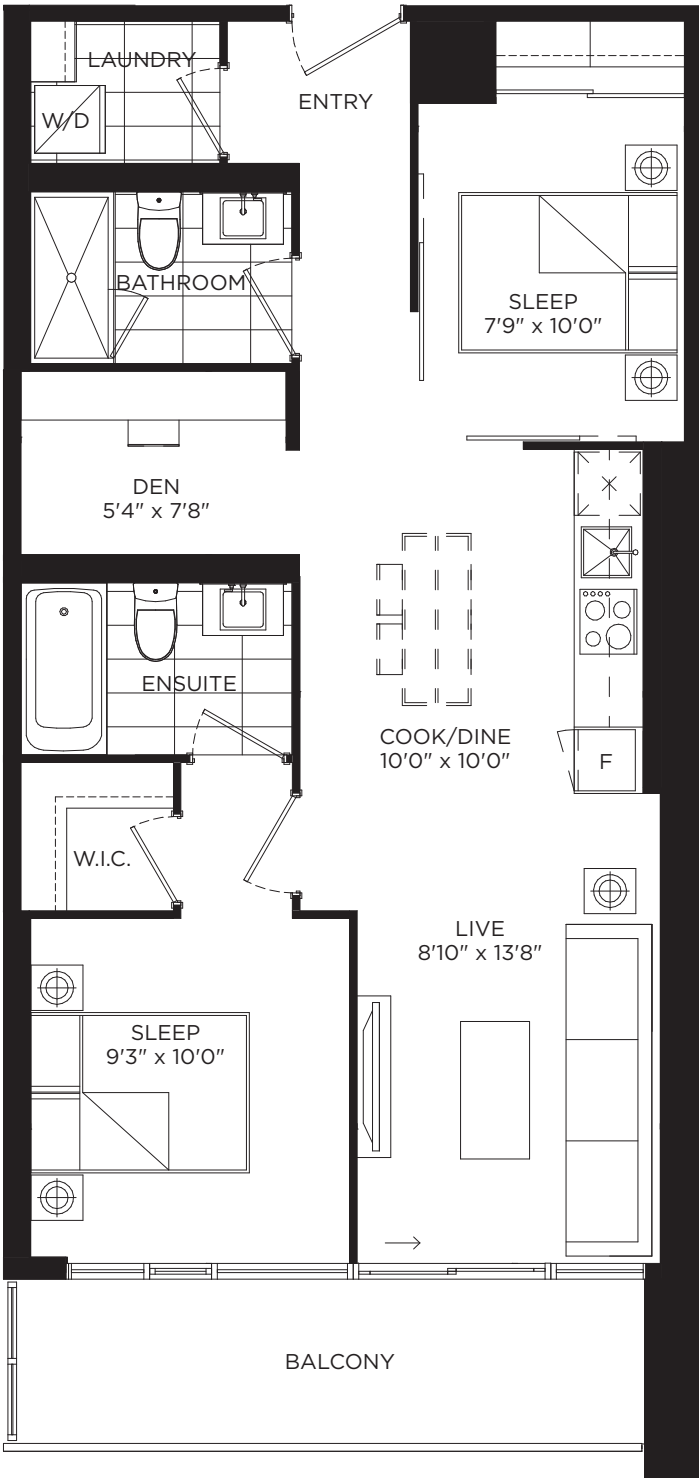 LAUNDRY
W/D
ENTRY
BATHROOM
SLEEP
7'9" x 10'0"
DEN
5'4" x 7'8"
ENSUITE
COOK/DINE
10'0" x 10'0"
F
W.I.C.
LIVE
8'10" x 13'8"
SLEEP
9'3" x 10'0"
BALCONY